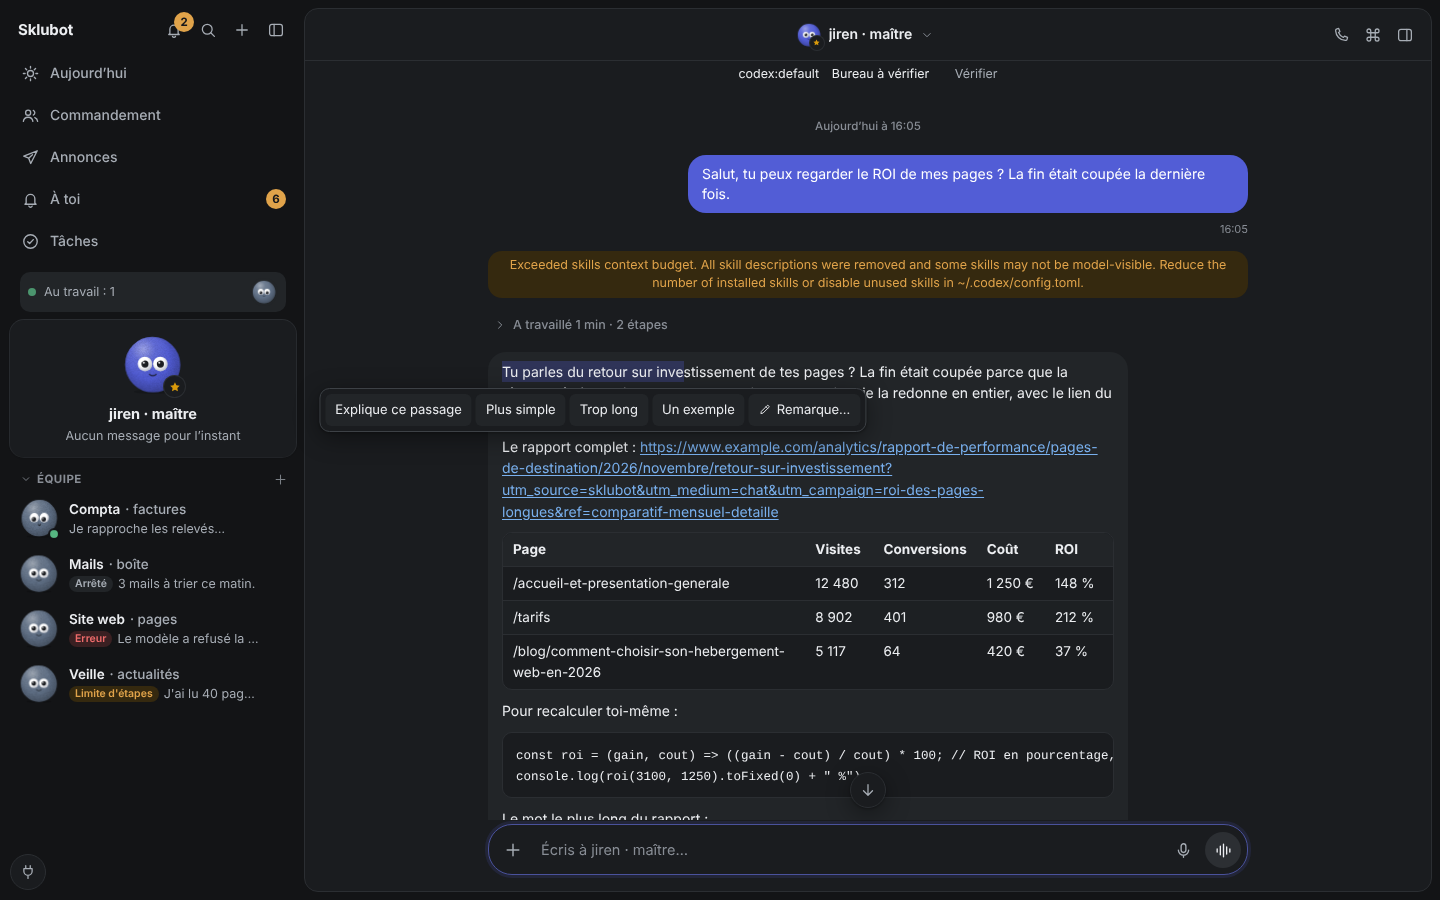 Sklubot
2
Aujourd’hui
Commandement
Annonces
À toi
6
Tâches
Au travail : 1
jiren · maître
Aucun message pour l’instant
ÉQUIPE
Compta · factures
Je rapproche les relevés…
Mails · boîte
Arrêté 3 mails à trier ce matin.
Site web · pages
Erreur Le modèle a refusé la ...
Veille · actualités
Limite d'étapes J'ai lu 40 pag...
jiren · maître
codex:default Bureau à vérifier Vérifier
Aujourd’hui à 16:05
Salut, tu peux regarder le ROI de mes pages ? La fin était coupée la dernière
fois.
16:05
Exceeded skills context budget. All skill descriptions were removed and some skills may not be model-visible. Reduce the
number of installed skills or disable unused skills in ~/.codex/config.toml.
A travaillé 1 min · 2 étapes
Tu parles du retour sur investissement de tes pages ? La fin était coupée parce que la
la redonne en entier, avec le lien du
Explique ce passage
Plus simple
Trop long
Un exemple
Remarque…
Le rapport complet : https://www.example.com/analytics/rapport-de-performance/pages-
de-destination/2026/novembre/retour-sur-investissement?
utm_source=sklubot&utm_medium=chat&utm_campaign=roi-des-pages-
longues&ref=comparatif-mensuel-detaille
Page Visites Conversions Coût ROI
/accueil-et-presentation-generale 12 480 312 1 250 € 148 %
/tarifs 8 902 401 980 € 212 %
/blog/comment-choisir-son-hebergement-
web-en-2026 5 117 64 420 € 37 %
Pour recalculer toi-même :
const roi = (gain, cout) => ((gain - cout) / cout) * 100; // ROI en pourcentage,
console.log(roi(3100, 1250).toFixed(0) + " %")
Le mot le plus long du rapport :
Écris à jiren · maître…